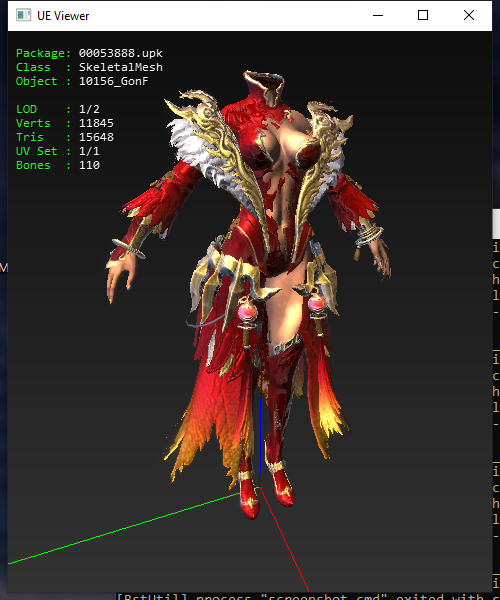 UE Viewer
Package: 00053888.upk
Class : SkeletalMesh
Object : 10156_GonF
LOD : 1/2
Verts : 11845
Tris : 15648
UV Set : 1/1
Bones : 110
M
i
c
h
l
-
i
c
h
l
-
i
c
h
l
-
i
[BstUtil] process "screenshot.cmd" exited with c